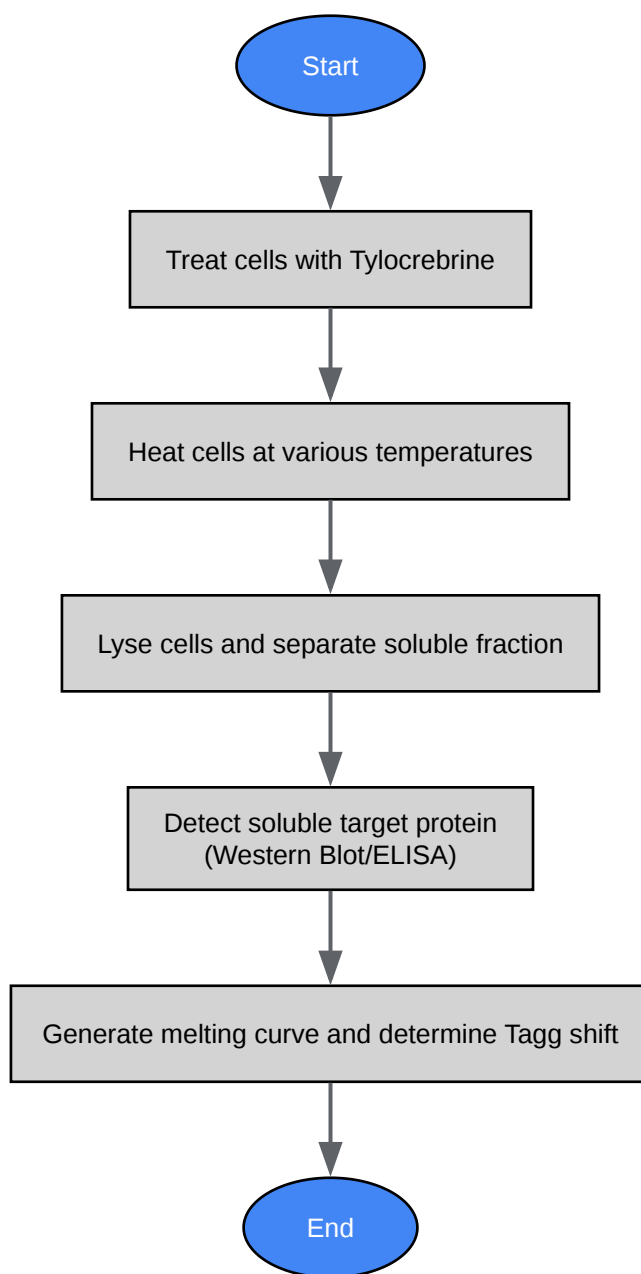 Start
Treat cells with Tylocrebrine
Heat cells at various temperatures
Lyse cells and separate soluble fraction
Detect soluble target protein
(Western Blot/ELISA)
Generate melting curve and determine Tagg shift
End